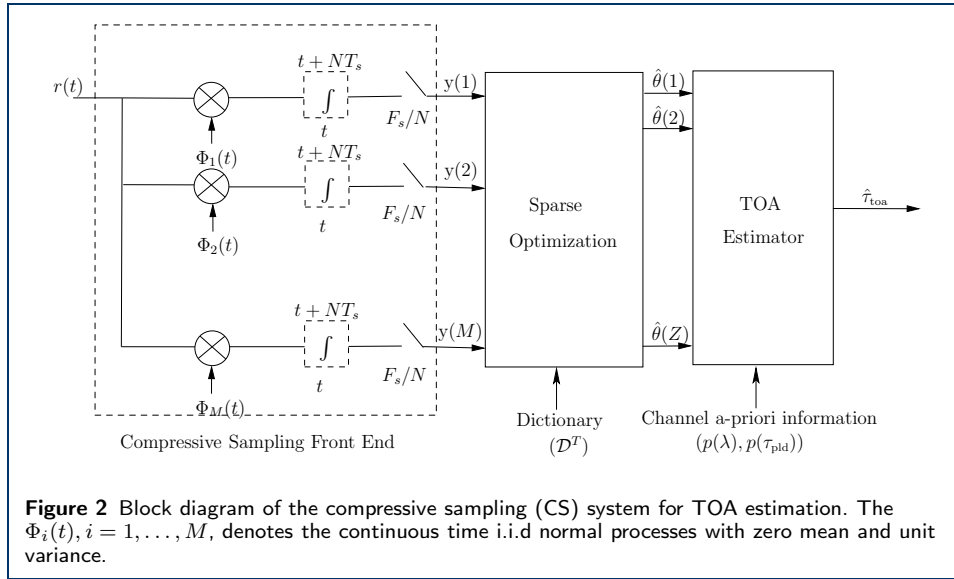 r(t)
t + NT_s
∫
t
F_s/N
y(1)
Φ_1(t)
t + NT_s
∫
t
F_s/N
y(2)
Φ_2(t)
t + NT_s
∫
t
F_s/N
y(M)
Φ_M(t)
Compressive Sampling Front End
Sparse
Optimization
Dictionary
(𝒟^T)
θ̂(1)
θ̂(2)
θ̂(Z)
TOA
Estimator
τ̂_toa
Channel a-priori information
(p(λ), p(τ_pld))
Figure 2 Block diagram of the compressive sampling (CS) system for TOA estimation. The
Φ_i(t), i = 1, . . . , M, denotes the continuous time i.i.d normal processes with zero mean and unit
variance.